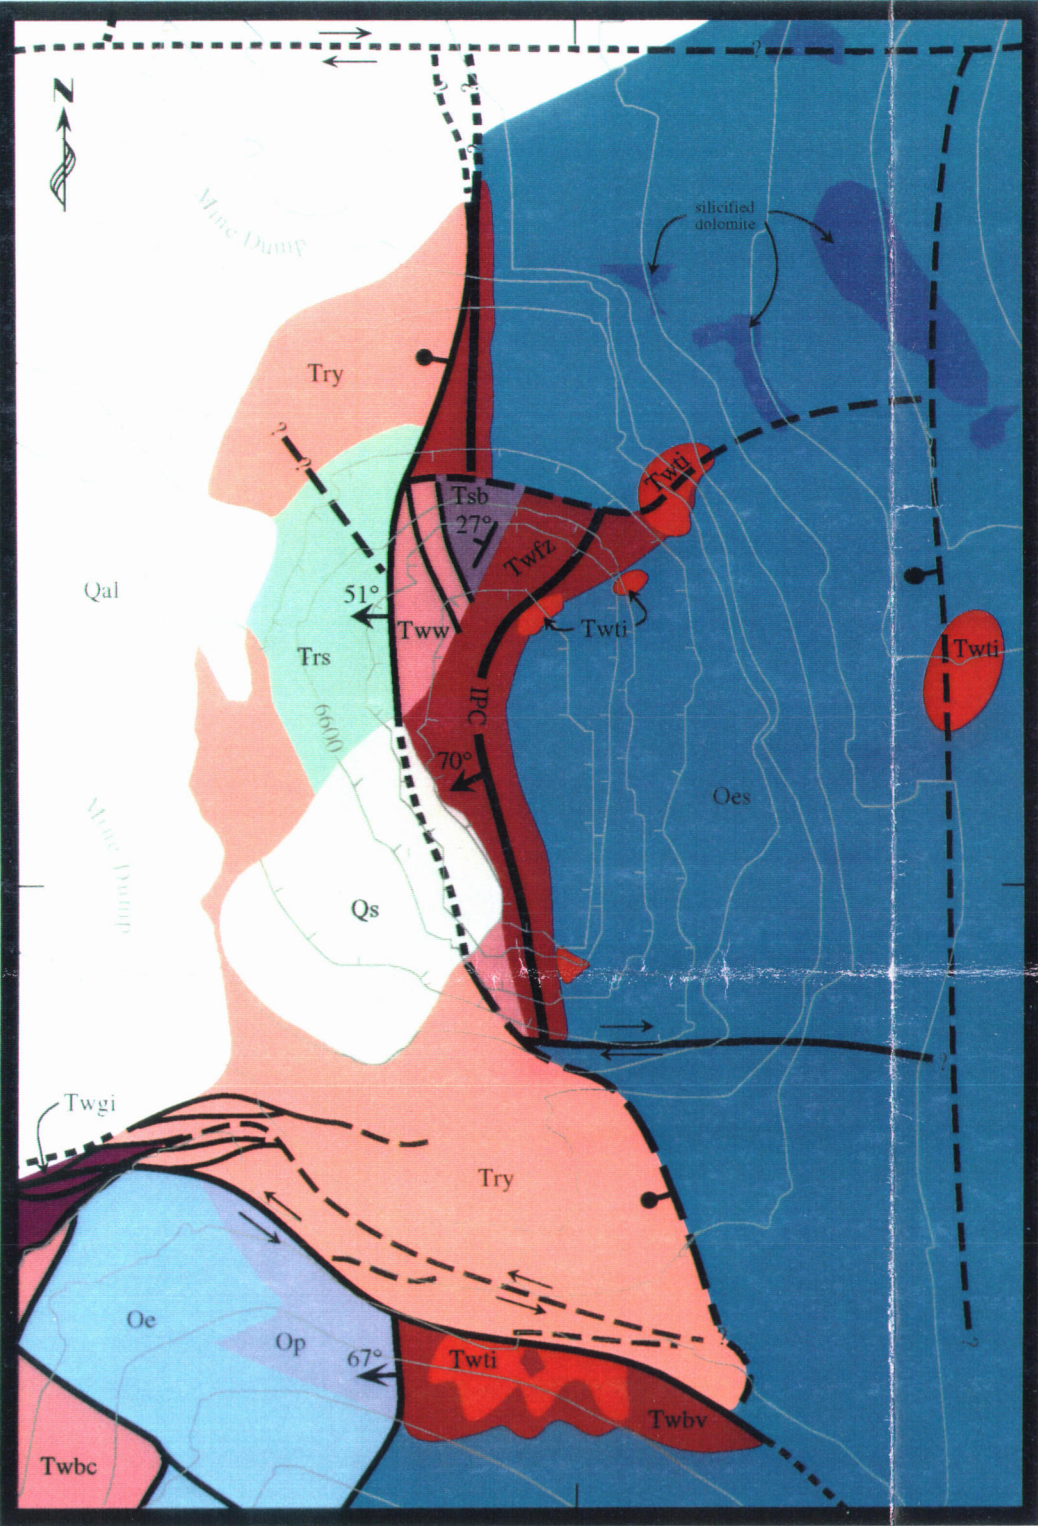 ?
N
?
?
?
Mine Dump
silicified
dolomite
Try
?
?
Twti
Tsb
27°
Twfz
Qal
51°
Tww
Twti
Twti
Trs
6600
IPC
70°
Oes
Mine Dump
Qs
?
Twgi
Try
Oe
Op
67°
Twti
?
?
Twbv
Twbc